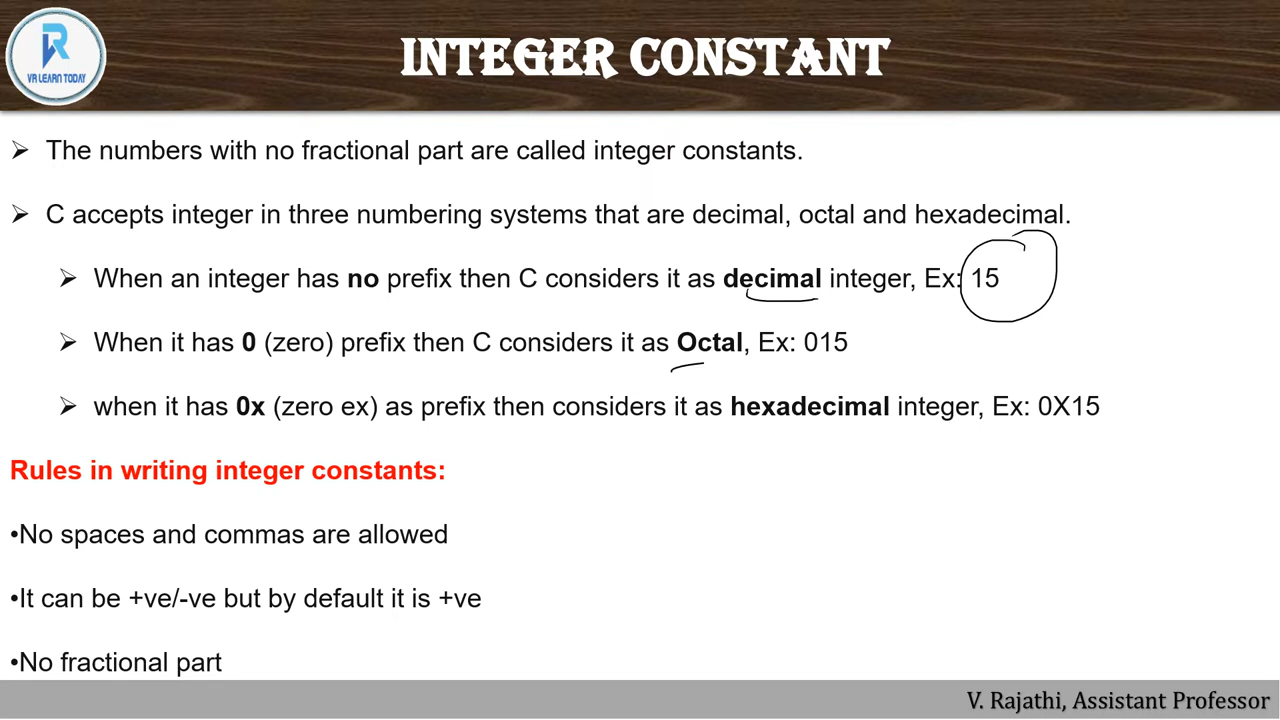 VR LEARN TODAY
INTEGER CONSTANT
➢ The numbers with no fractional part are called integer constants.
➢ C accepts integer in three numbering systems that are decimal, octal and hexadecimal.
➢ When an integer has no prefix then C considers it as decimal integer, Ex: 15
➢ When it has 0 (zero) prefix then C considers it as Octal, Ex: 015
➢ when it has 0x (zero ex) as prefix then considers it as hexadecimal integer, Ex: 0X15
Rules in writing integer constants:
•No spaces and commas are allowed
•It can be +ve/-ve but by default it is +ve
•No fractional part
V. Rajathi, Assistant Professor